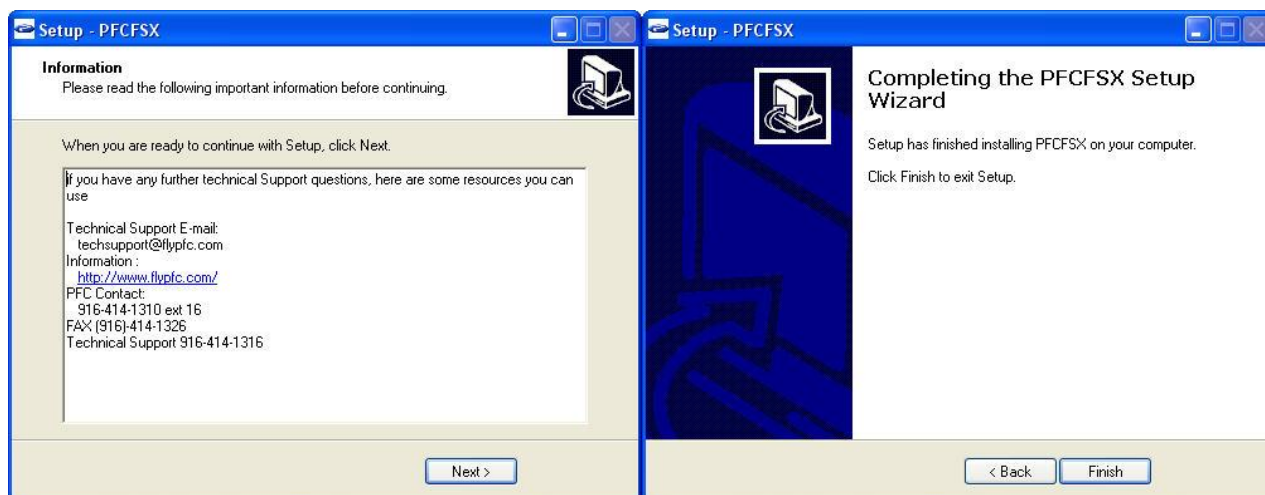 Setup - PFCFSX
Information
Please read the following important information before continuing.
When you are ready to continue with Setup, click Next.
if you have any further technical Support questions, here are some resources you can
use
Technical Support E-mail:
techsupport@flypfc.com
Information :
http://www.flypfc.com/
PFC Contact:
916-414-1310 ext 16
FAX (916)-414-1326
Technical Support 916-414-1316
Next >
Setup - PFCFSX
Completing the PFCFSX Setup
Wizard
Setup has finished installing PFCFSX on your computer.
Click Finish to exit Setup.
< Back
Finish